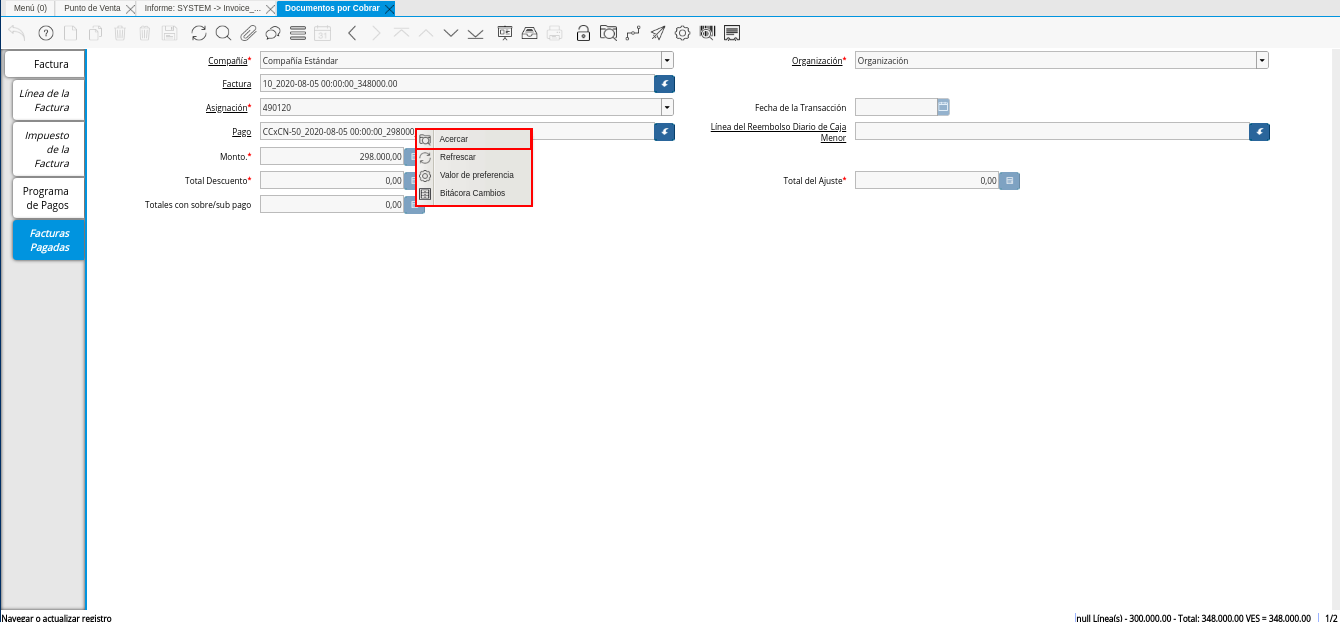 Menú (0) Punto de Venta Informe: SYSTEM -> Invoice_... Documentos por Cobrar
Factura
Línea de la
Factura
Impuesto
de la
Factura
Programa
de Pagos
Facturas
Pagadas
Compañía* Compañía Estándar Organización* Organización
Factura 10_2020-08-05 00:00:00_348000.00
Asignación* 490120 Fecha de la Transacción
Pago CCxCN-50_2020-08-05 00:00:00_298000 Línea del Reembolso Diario de Caja
Menor
Monto.* 298.000,00
Total Descuento* 0,00 Total del Ajuste* 0,00
Totales con sobre/sub pago 0,00
Acercar
Refrescar
Valor de preferencia
Bitácora Cambios
Navegar o actualizar registro null Línea(s) - 300.000,00 - Total: 348.000,00 VES = 348.000,00 1/2